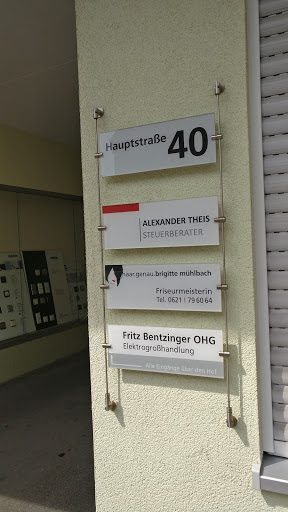 Hauptstraße 40
ALEXANDER THEIS
STEUERBERATER
haar.genau.brigitte mühlbach
Friseurmeisterin
Tel. 0621 / 79 60 64
Fritz Bentzinger OHG
Elektrogroßhandlung
Alle Eingänge über den Hof